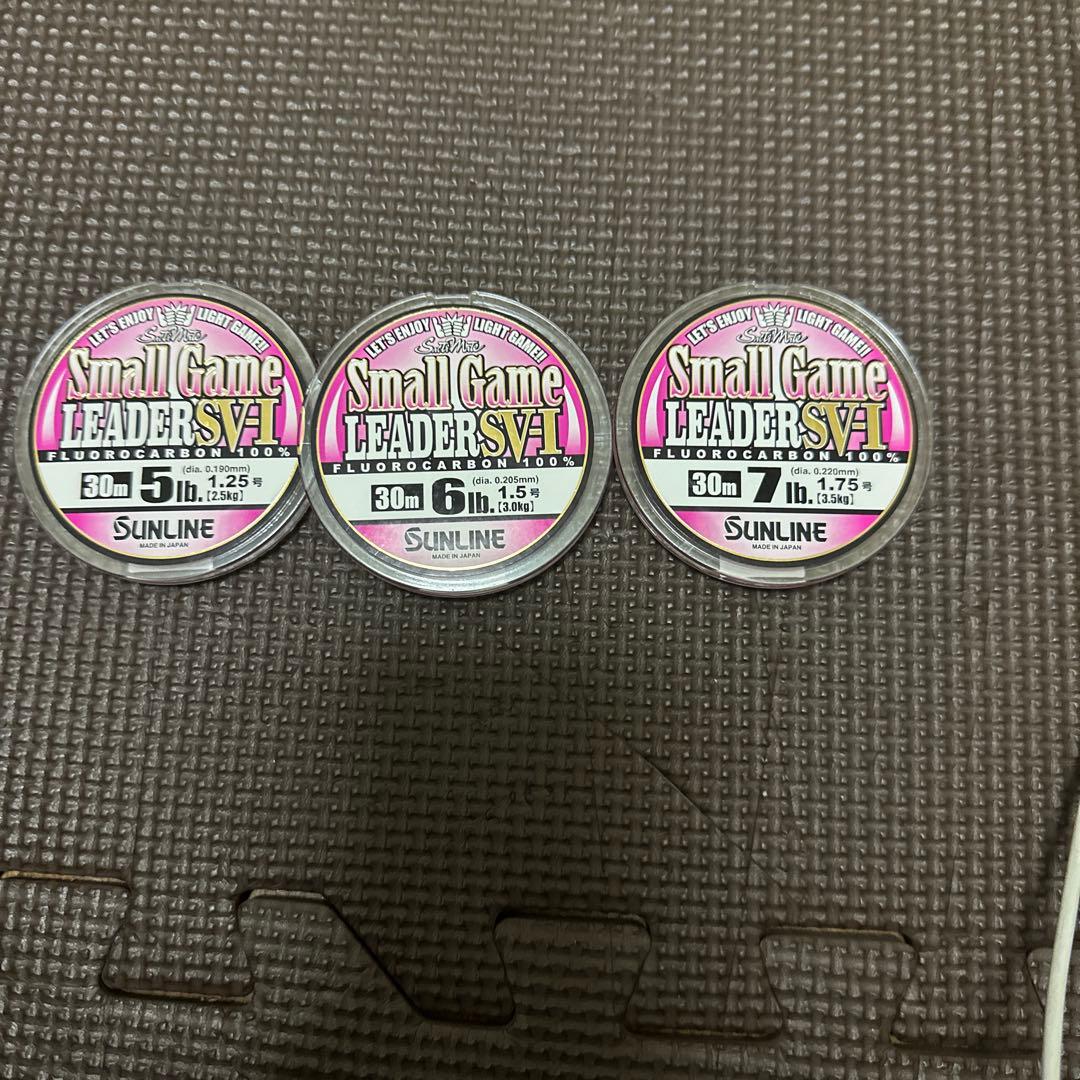 LET'S ENJOY LIGHT GAME!!
SaltiMate
Small Game
LEADER SV-I
FLUOROCARBON 100%
30m 5lb. (dia. 0.190mm) 1.25号 [2.5kg]
SUNLINE
MADE IN JAPAN
LET'S ENJOY LIGHT GAME!!
SaltiMate
Small Game
LEADER SV-I
FLUOROCARBON 100%
30m 6lb. (dia. 0.205mm) 1.5号 [3.0kg]
SUNLINE
MADE IN JAPAN
LET'S ENJOY LIGHT GAME!!
SaltiMate
Small Game
LEADER SV-I
FLUOROCARBON 100%
30m 7lb. (dia. 0.220mm) 1.75号 [3.5kg]
SUNLINE
MADE IN JAPAN